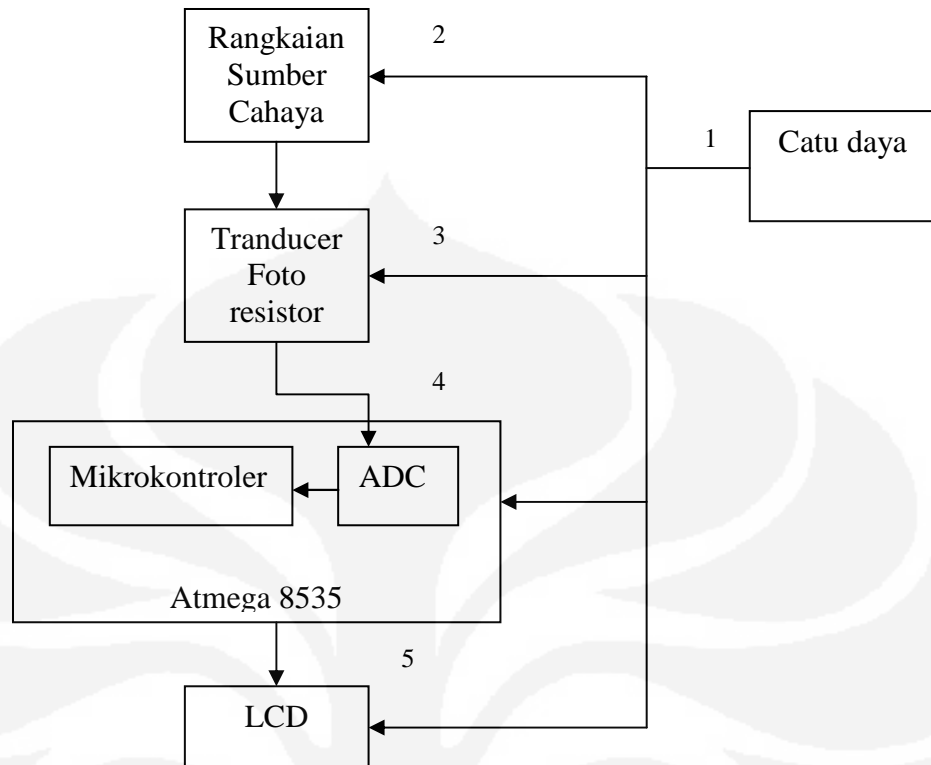 Rangkaian
Sumber
Cahaya
2
1
Catu daya
Tranducer
Foto
resistor
3
4
Mikrokontroler
ADC
Atmega 8535
5
LCD